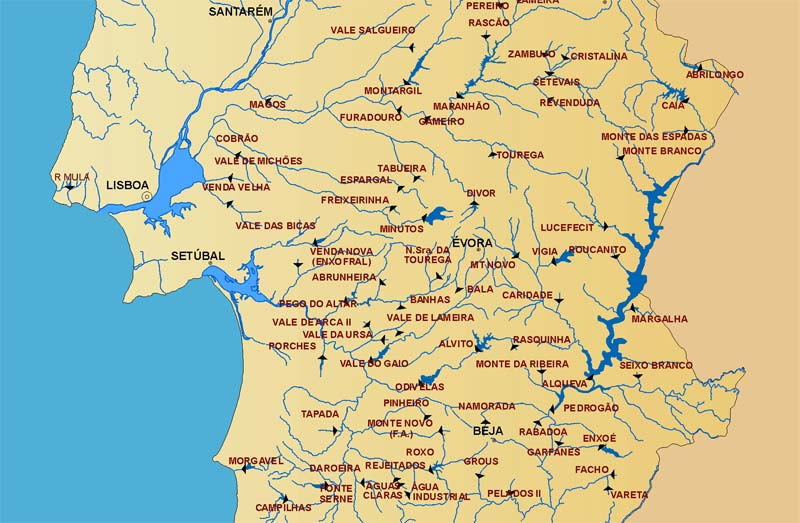 PEREIRO
SANTARÉM
RASCÃO
VALE SALGUEIRO
ZAMBUJO
CRISTALINA
ABRILONGO
SETEVAIS
MONTARGIL
MAGOS
MARANHÃO
REVENDUDA
CAIA
FURADOURO
GAMEIRO
COBRÃO
MONTE DAS ESPADAS
MONTE BRANCO
VALE DE MICHÕES
TOUREGA
TABUEIRA
R MULA
LISBOA
ESPARGAL
VENDA VELHA
DIVOR
FREIXEIRINHA
VALE DAS BICAS
MINUTOS
LUCEFECIT
ÉVORA
SETÚBAL
VENDA NOVA
(ENXOFRAL)
N.Sra. DA
TOUREGA
VIGIA
ROUCANITO
MT NOVO
ABRUNHEIRA
BALA
PEGO DO ALTAR
BANHAS
CARIDADE
VALE DE LAMEIRA
MARGALHA
VALE DE ARCA II
VALE DA URSA
PORCHES
ALVITO
RASQUINHA
VALE DO GAIO
MONTE DA RIBEIRA
SEIXO BRANCO
ODIVELAS
ALQUEVA
PINHEIRO
NAMORADA
PEDROGÃO
TAPADA
MONTE NOVO
(F.A.)
BEJA
RABADOA
ENXOÉ
GARFANES
ROXO
MORGAVEL
DAROEIRA
REJEITADOS
GROUS
FACHO
FONTE
SERNE
AGUAS
CLARAS
ÁGUA
INDUSTRIAL
PELADOS II
VARETA
CAMPILHAS